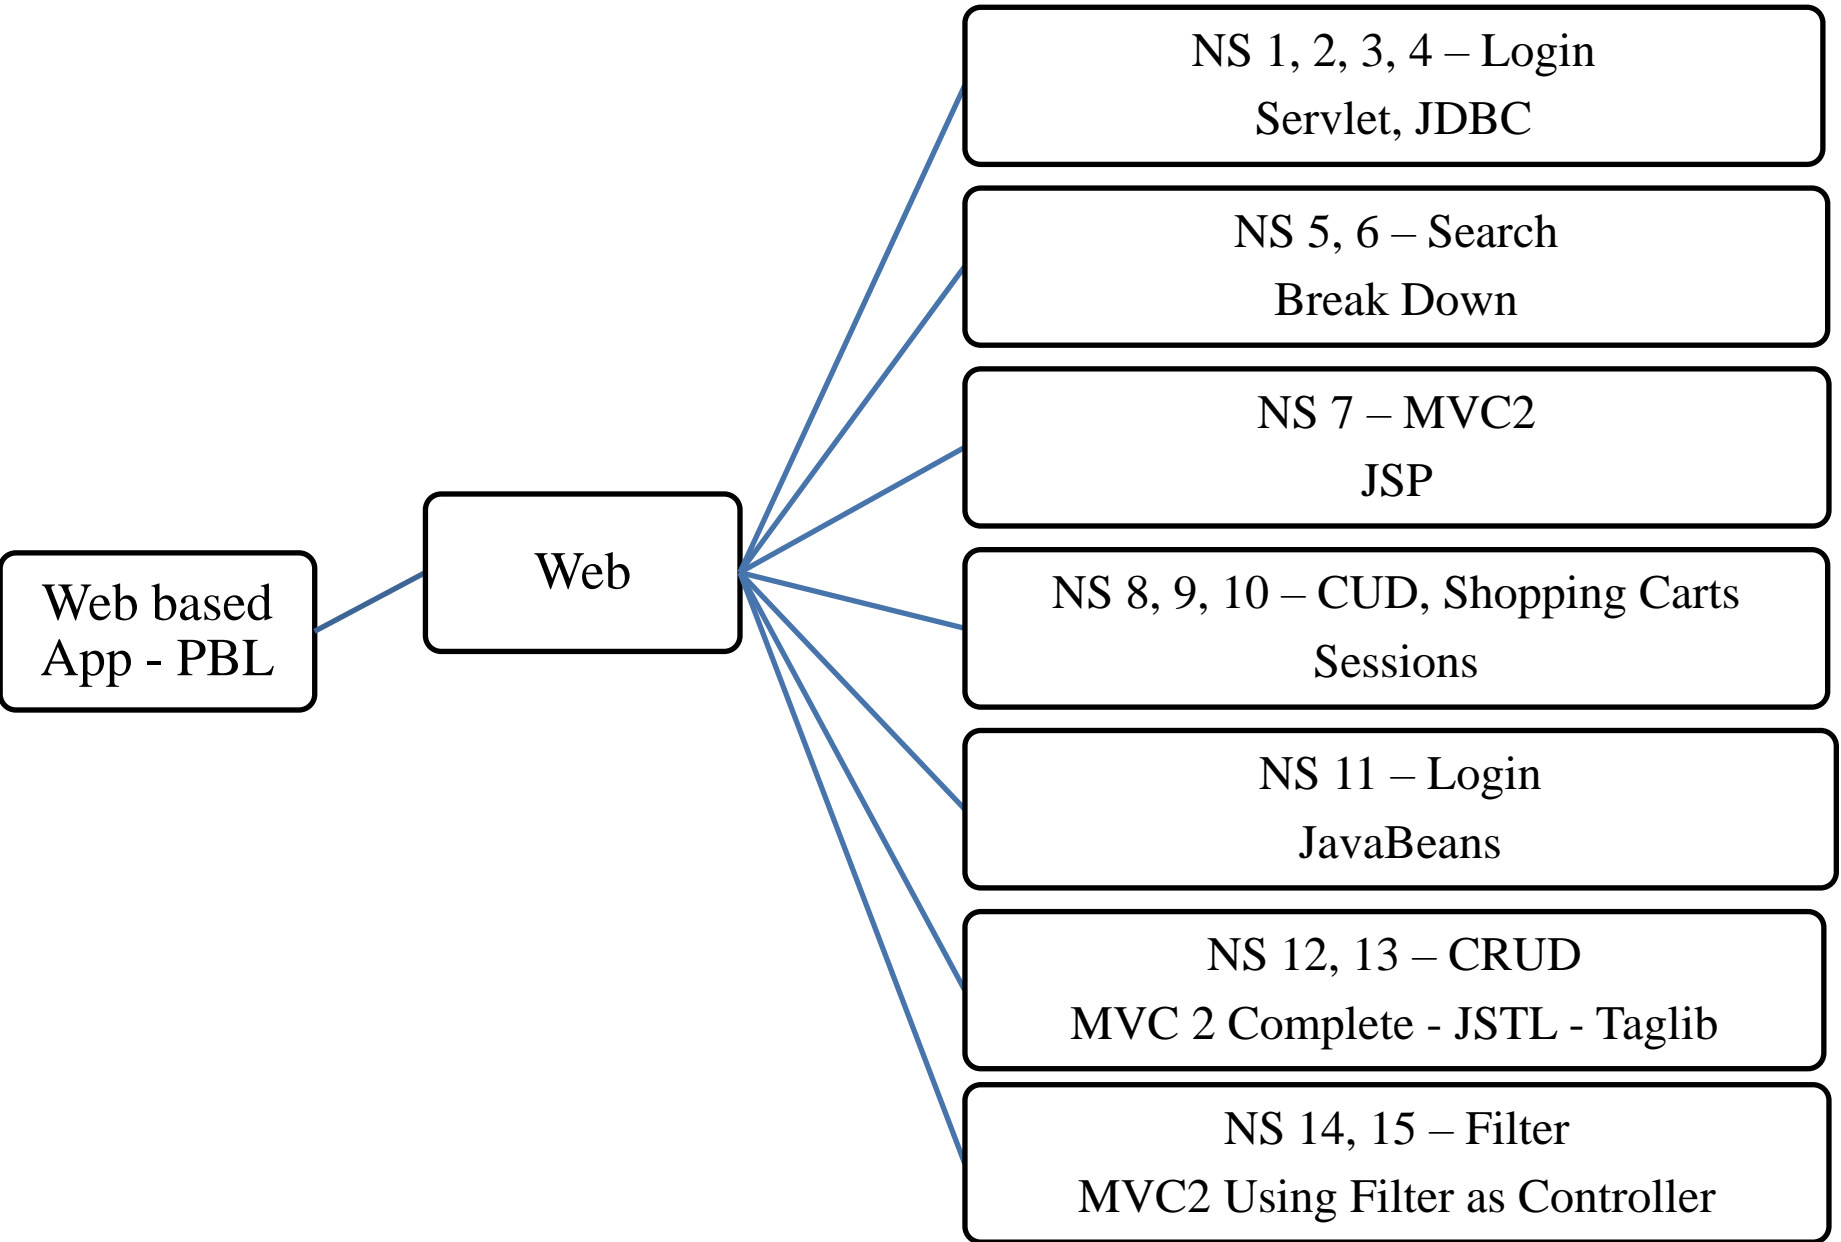 Web based
App - PBL
Web
NS 1, 2, 3, 4 – Login
Servlet, JDBC
NS 5, 6 – Search
Break Down
NS 7 – MVC2
JSP
NS 8, 9, 10 – CUD, Shopping Carts
Sessions
NS 11 – Login
JavaBeans
NS 12, 13 – CRUD
MVC 2 Complete - JSTL - Taglib
NS 14, 15 – Filter
MVC2 Using Filter as Controller